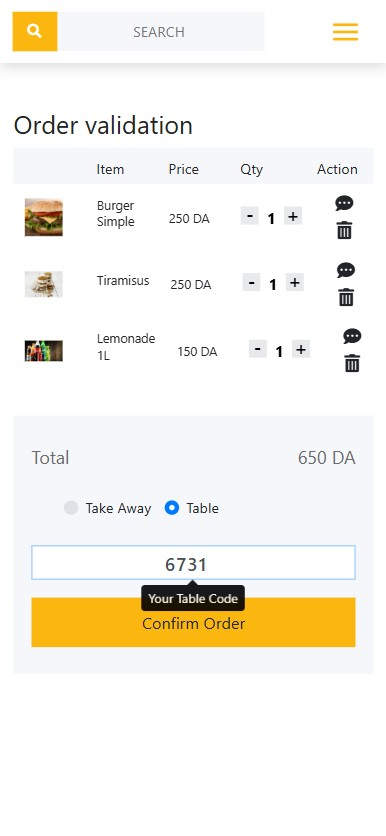 SEARCH
Order validation
Item Price Qty Action
Burger
Simple
250 DA
- 1 +
Tiramisus
250 DA
- 1 +
Lemonade
1L
150 DA
- 1 +
Total 650 DA
Take Away Table
6731
Your Table Code
Confirm Order